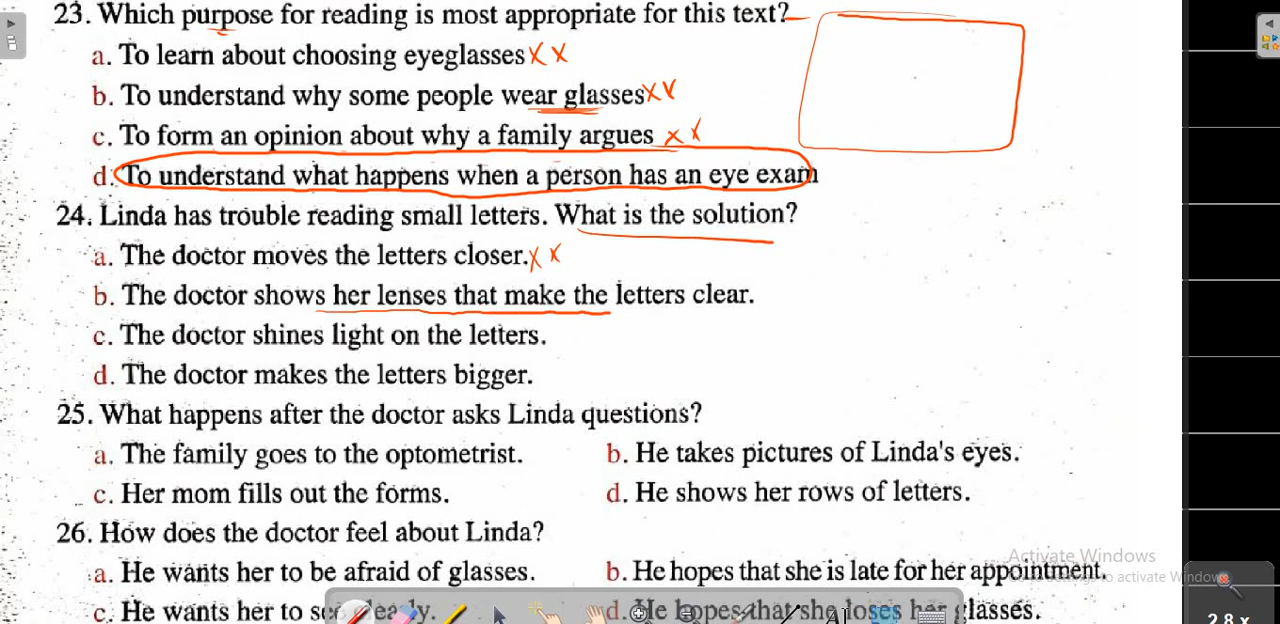 23. Which purpose for reading is most appropriate for this text?
a. To learn about choosing eyeglasses
b. To understand why some people wear glasses
c. To form an opinion about why a family argues
d. To understand what happens when a person has an eye exam
24. Linda has trouble reading small letters. What is the solution?
a. The doctor moves the letters closer.
b. The doctor shows her lenses that make the letters clear.
c. The doctor shines light on the letters.
d. The doctor makes the letters bigger.
25. What happens after the doctor asks Linda questions?
a. The family goes to the optometrist. b. He takes pictures of Linda's eyes.
c. Her mom fills out the forms. d. He shows her rows of letters.
26. How does the doctor feel about Linda?
a. He wants her to be afraid of glasses. b. He hopes that she is late for her appointment.
c. He wants her to d. He hopes that she loses her glasses.
Activate Windows
to activate Windows
2.8 x